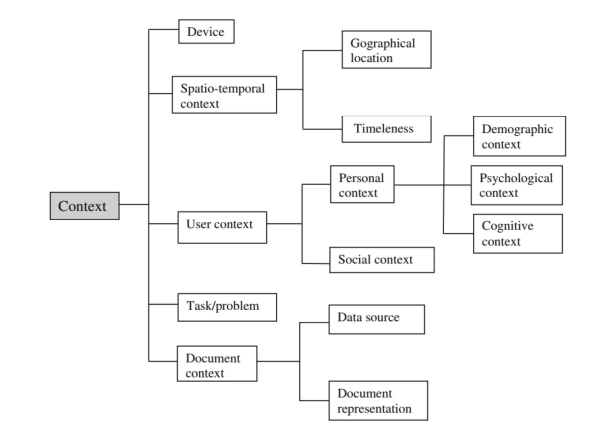 Device
Gographical
location
Spatio-temporal
context
Timeleness
Demographic
context
Personal
context
Psychological
context
Context
User context
Cognitive
context
Social context
Task/problem
Data source
Document
context
Document
representation